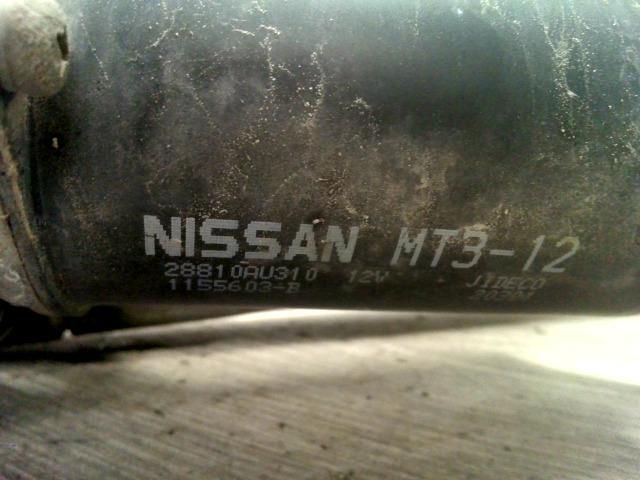 NISSAN MT3-12
28810AU310 12V JIDECO
1155603-B